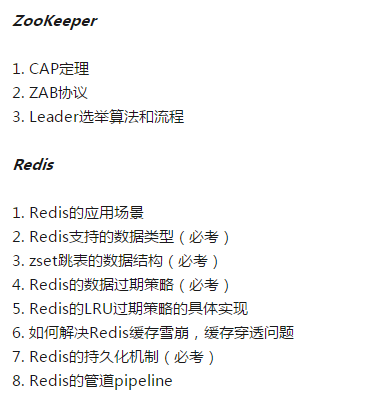 ZooKeeper
1. CAP定理
2. ZAB协议
3. Leader选举算法和流程
Redis
1. Redis的应用场景
2. Redis支持的数据类型（必考）
3. zset跳表的数据结构（必考）
4. Redis的数据过期策略（必考）
5. Redis的LRU过期策略的具体实现
6. 如何解决Redis缓存雪崩，缓存穿透问题
7. Redis的持久化机制（必考）
8. Redis的管道pipeline